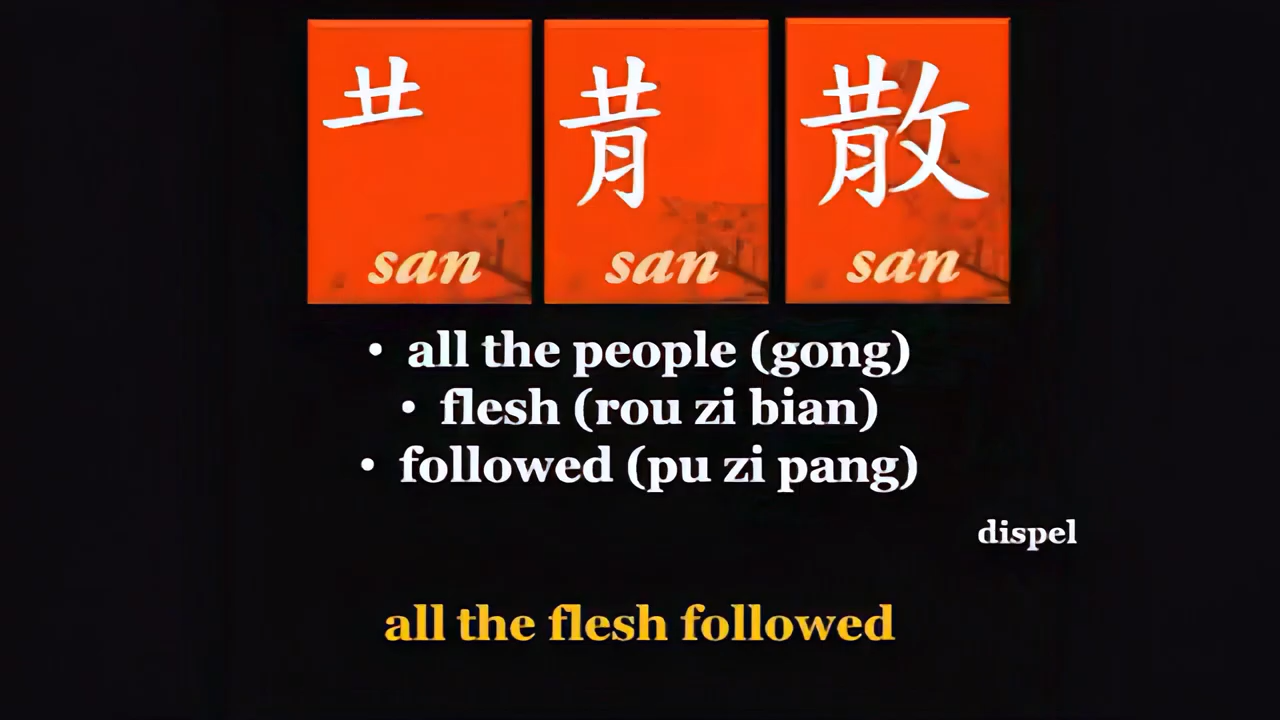 龷 肯 散
san san san
• all the people (gong)
• flesh (rou zi bian)
• followed (pu zi pang)
dispel
all the flesh followed